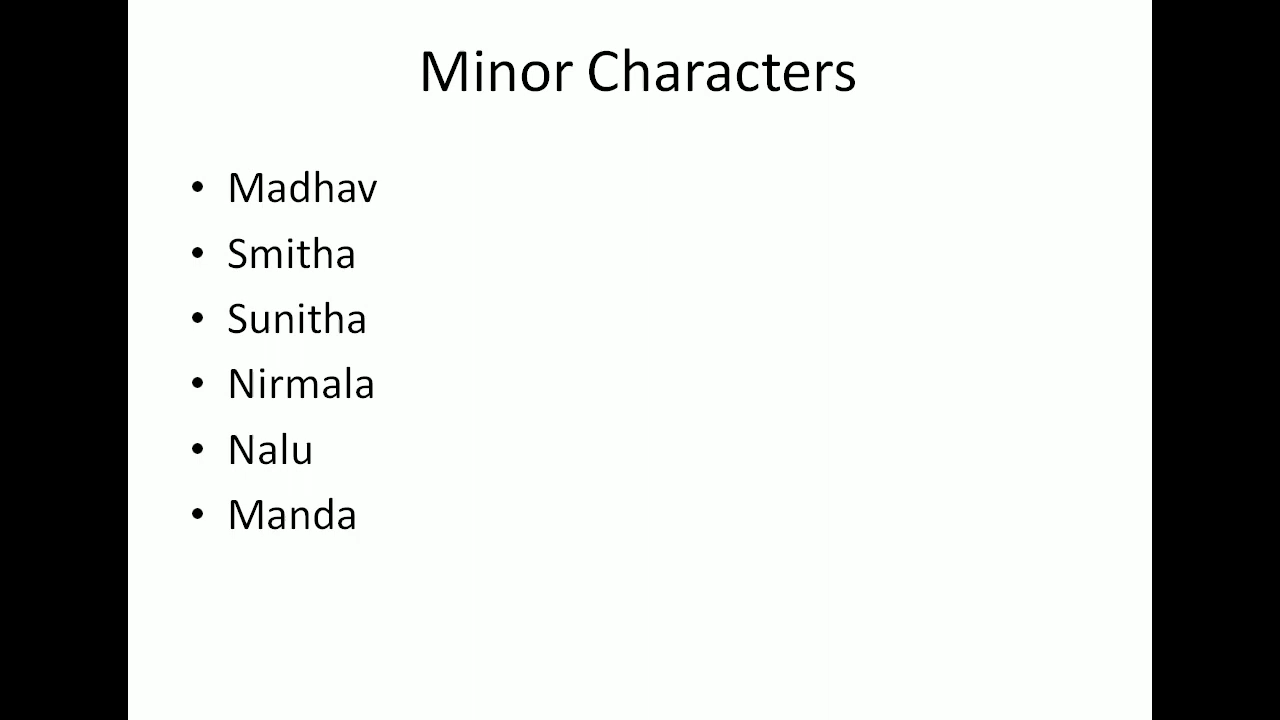 Minor Characters
• Madhav
• Smitha
• Sunitha
• Nirmala
• Nalu
• Manda